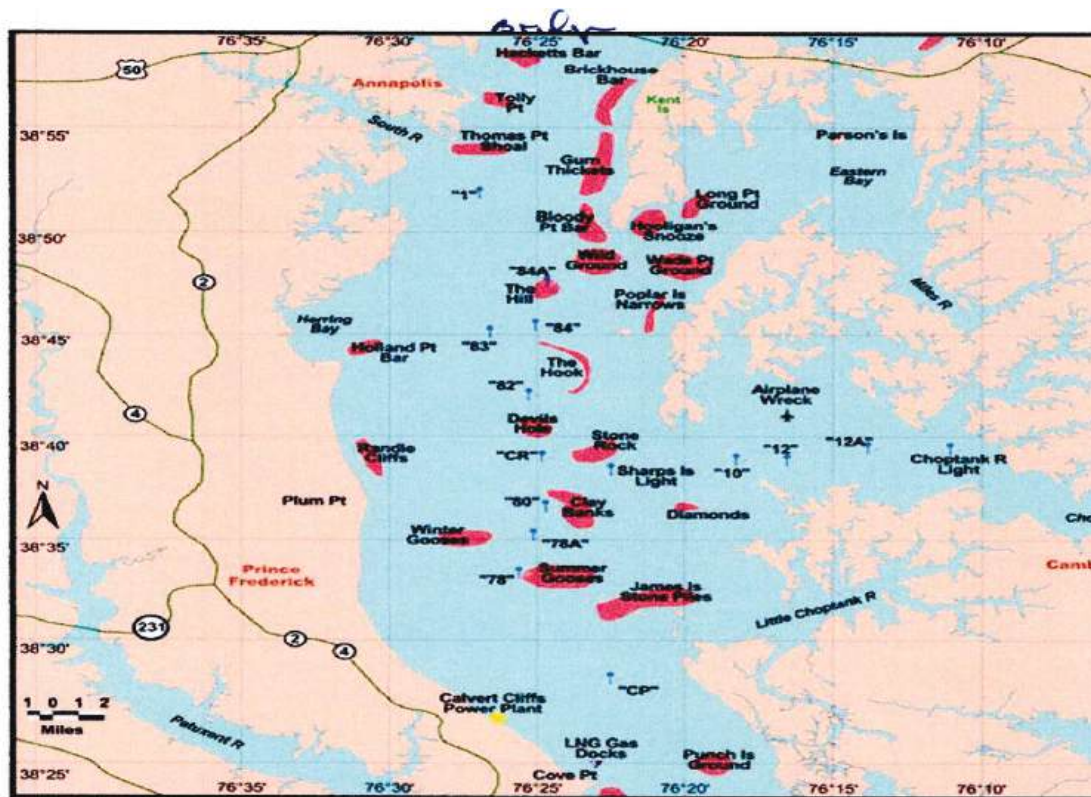 Bridge
76°35' 76°30' 76°25' 76°20' 76°15' 76°10'
Hacketts Bar
50
Brickhouse
Bar
Annapolis
Kent
Is
Tolly
Pt
38°55'
South R
Thomas Pt
Shoal
Parson's Is
Gum
Thickets
Eastern
Bay
"1"
Long Pt
Ground
Bloody
Pt Bar
Hooligan's
Snooze
38°50'
Wild
Ground
Wade Pt
Ground
2
"84A"
The
Hill
Poplar Is
Narrows
Miles R
Herring
Bay
"84"
38°45'
"83"
Holland Pt
Bar
The
Hook
"82"
Airplane
Wreck
4
Devils
Hole
38°40'
Stone
Rock
"12A"
Randle
Cliffs
"CR"
"12"
"10"
Choptank R
Light
Sharps Is
Light
N
Plum Pt
"80"
Clay
Banks
Diamonds
Cho
38°35'
Winter
Gooses
"78A"
Prince
Frederick
"78"
Summer
Gooses
Camb
James Is
Stone Piles
Little Choptank R
231
38°30'
2
4
"CP"
1 0 1 2
Miles
Calvert Cliffs
Power Plant
Patuxent R
LNG Gas
Docks
Punch Is
Ground
38°25'
Cove Pt
76°35' 76°30' 76°25' 76°20' 76°15' 76°10'